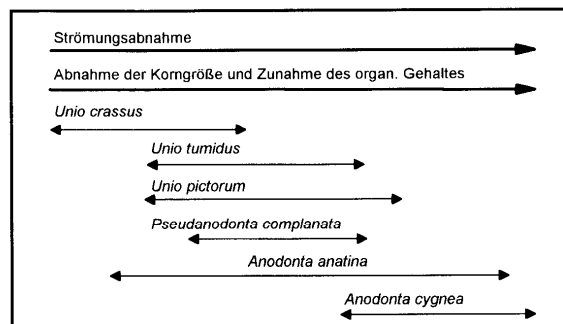 Strömungsabnahme
Abnahme der Korngröße und Zunahme des organ. Gehaltes
Unio crassus
Unio tumidus
Unio pictorum
Pseudanodonta complanata
Anodonta anatina
Anodonta cygnea